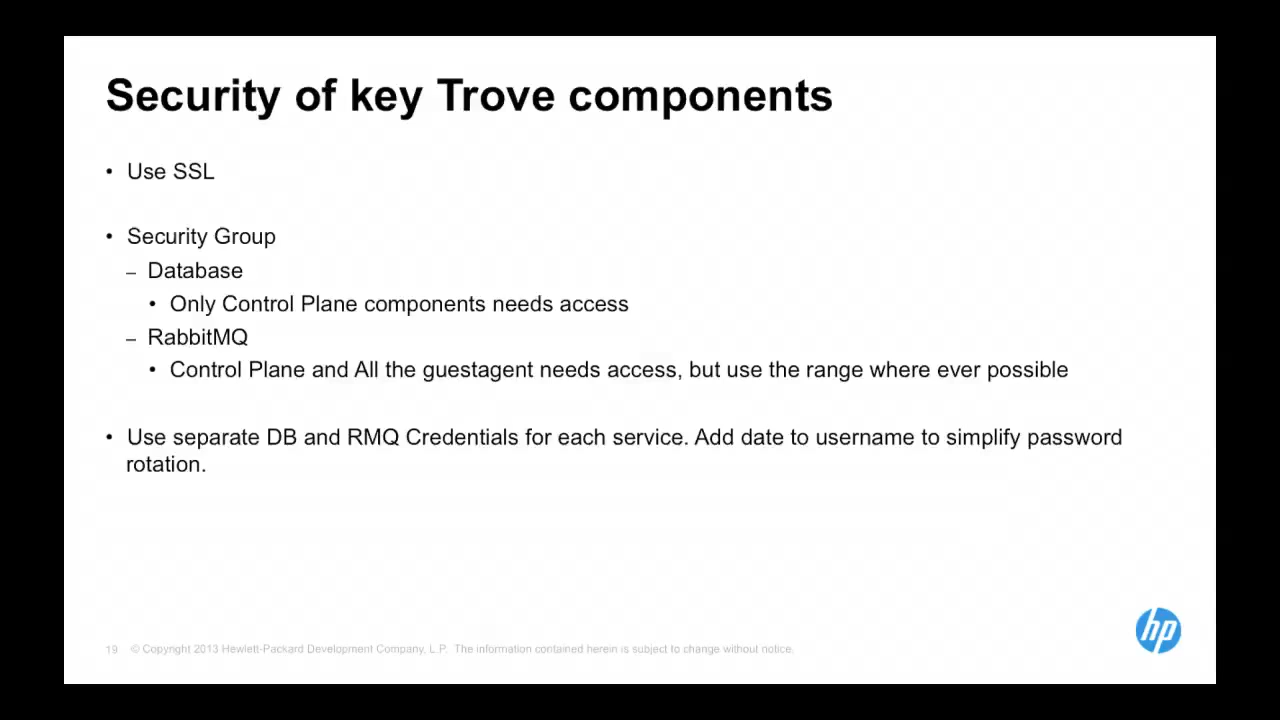 Security of key Trove components
• Use SSL
• Security Group
– Database
• Only Control Plane components needs access
– RabbitMQ
• Control Plane and All the guestagent needs access, but use the range where ever possible
• Use separate DB and RMQ Credentials for each service. Add date to username to simplify password
rotation.
19 © Copyright 2013 Hewlett-Packard Development Company, L.P. The information contained herein is subject to change without notice.
hp